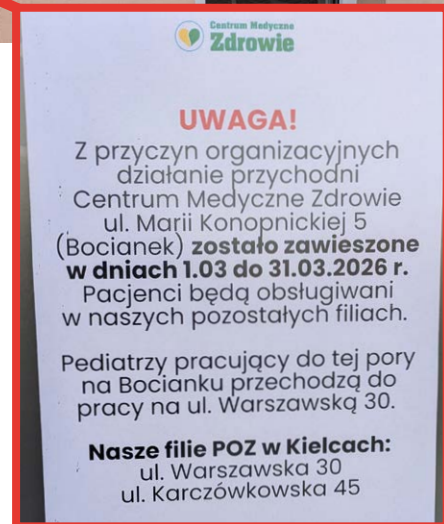 Centrum Medyczne
Zdrowie
UWAGA!
Z przyczyn organizacyjnych
działanie przychodni
Centrum Medyczne Zdrowie
ul. Marii Konopnickiej 5
(Bocianek) zostało zawieszone
w dniach 1.03 do 31.03.2026 r.
Pacjenci będą obsługiwani
w naszych pozostałych filiach.
Pediatrzy pracujący do tej pory
na Bocianku przechodzą do
pracy na ul. Warszawską 30.
Nasze filie POZ w Kielcach:
ul. Warszawska 30
ul. Karczówkowska 45